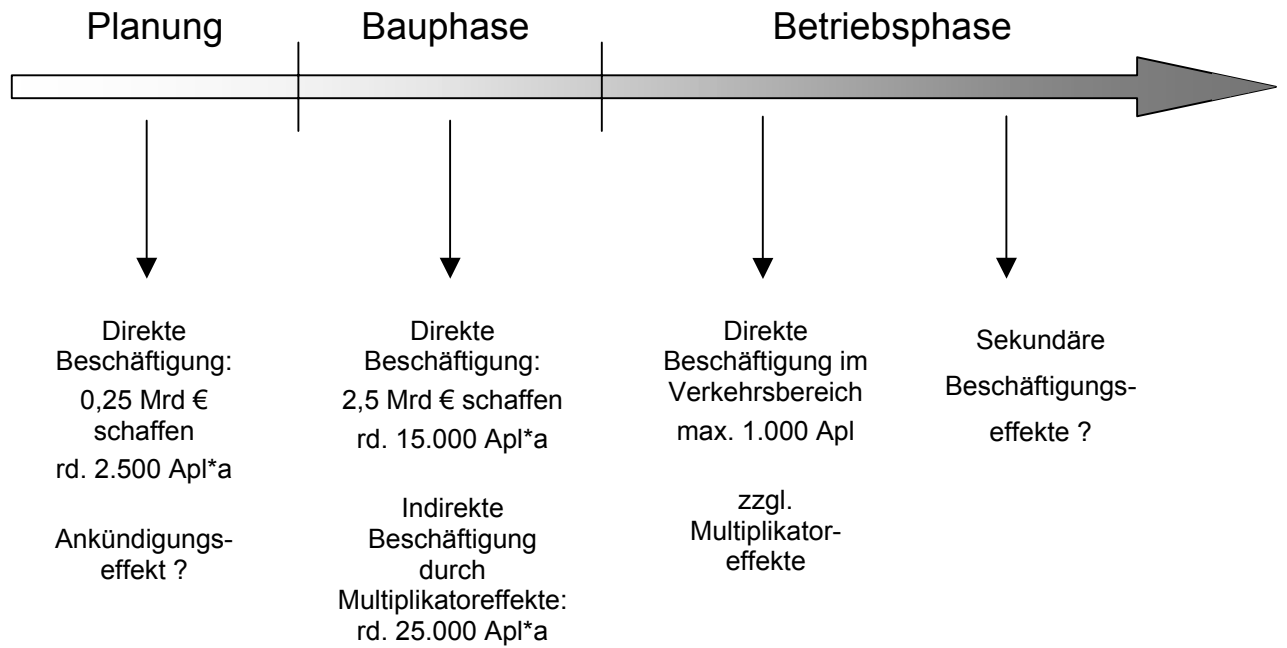 Planung
Bauphase
Betriebsphase
Direkte
Beschäftigung:
0,25 Mrd €
schaffen
rd. 2.500 Apl*a
Ankündigungs-
effekt ?
Direkte
Beschäftigung:
2,5 Mrd € schaffen
rd. 15.000 Apl*a
Indirekte
Beschäftigung
durch
Multiplikatoreffekte:
rd. 25.000 Apl*a
Direkte
Beschäftigung im
Verkehrsbereich
max. 1.000 Apl
zzgl.
Multiplikator-
effekte
Sekundäre
Beschäftigungs-
effekte ?